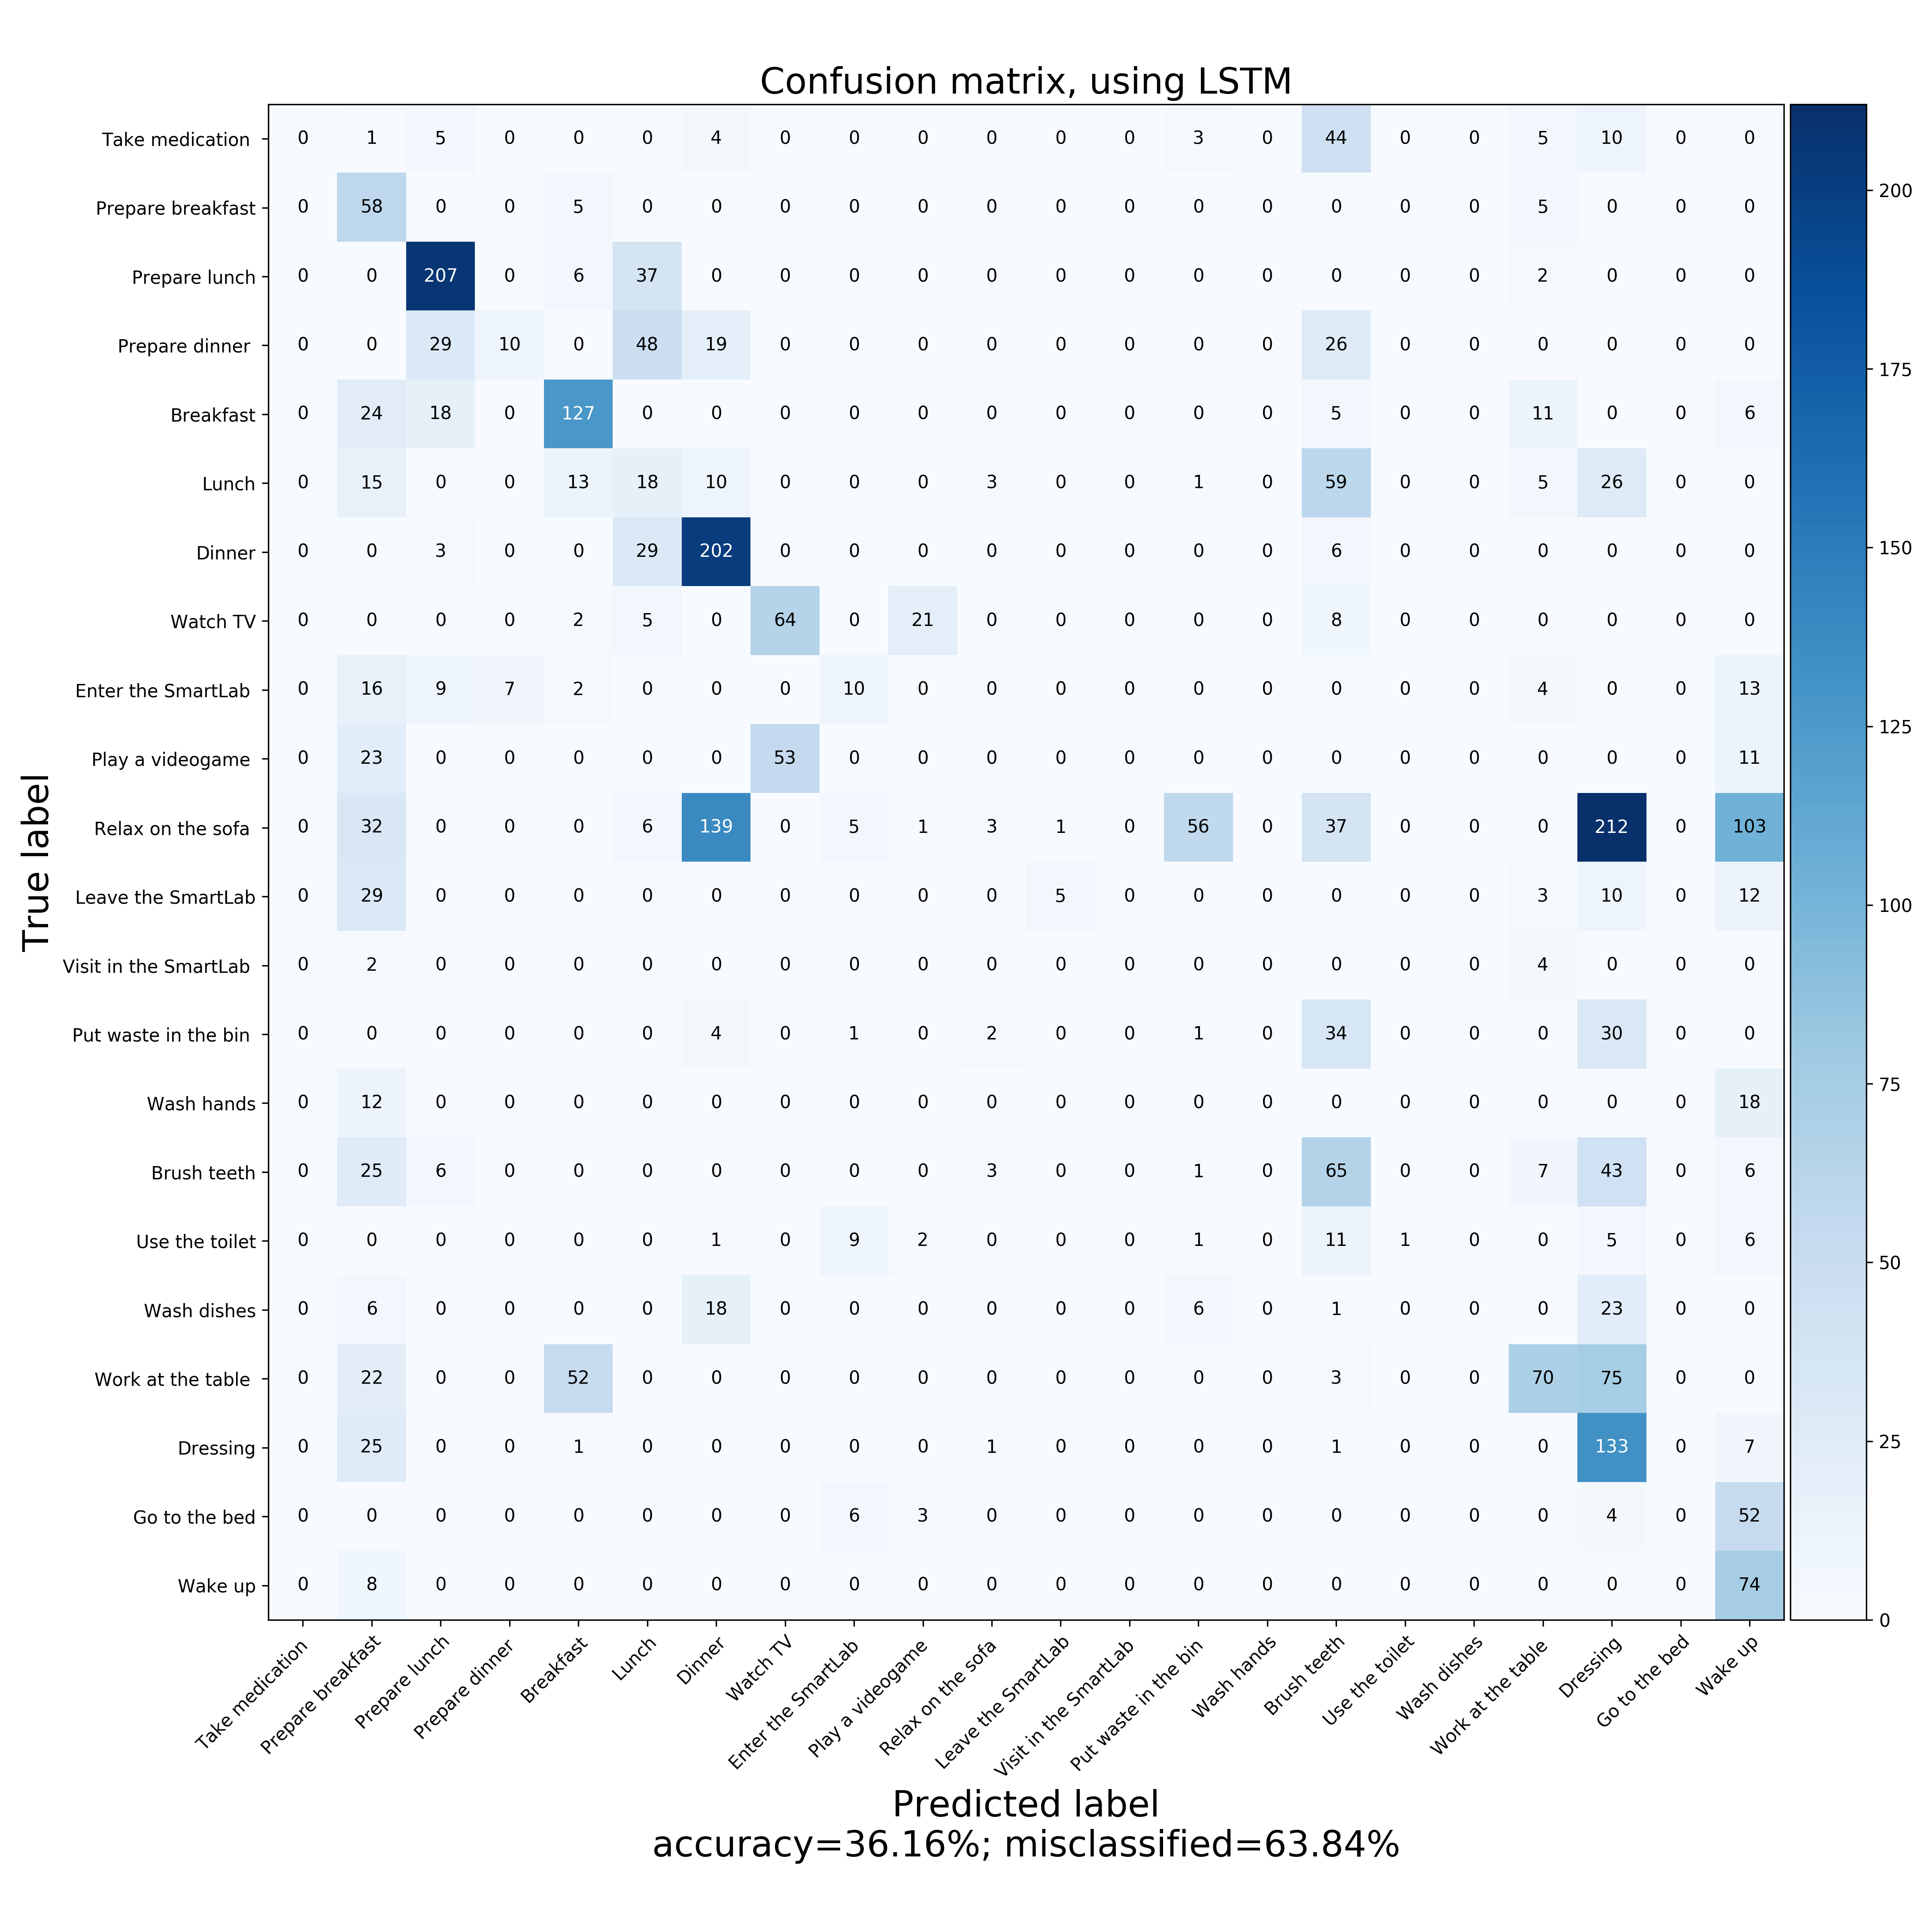 Confusion matrix, using LSTM
Take medication 0 1 5 0 0 0 4 0 0 0 0 0 0 3 0 44 0 0 5 10 0 0
Prepare breakfast 0 58 0 0 5 0 0 0 0 0 0 0 0 0 0 0 0 0 5 0 0 0
Prepare lunch 0 0 207 0 6 37 0 0 0 0 0 0 0 0 0 0 0 0 2 0 0 0
Prepare dinner 0 0 29 10 0 48 19 0 0 0 0 0 0 0 0 26 0 0 0 0 0 0
Breakfast 0 24 18 0 127 0 0 0 0 0 0 0 0 0 0 5 0 0 11 0 0 6
Lunch 0 15 0 0 13 18 10 0 0 0 3 0 0 1 0 59 0 0 5 26 0 0
Dinner 0 0 3 0 0 29 202 0 0 0 0 0 0 0 0 6 0 0 0 0 0 0
Watch TV 0 0 0 0 2 5 0 64 0 21 0 0 0 0 0 8 0 0 0 0 0 0
Enter the SmartLab 0 16 9 7 2 0 0 0 10 0 0 0 0 0 0 0 0 0 4 0 0 13
Play a videogame 0 23 0 0 0 0 0 53 0 0 0 0 0 0 0 0 0 0 0 0 0 11
Relax on the sofa 0 32 0 0 0 6 139 0 5 1 3 1 0 56 0 37 0 0 0 212 0 103
Leave the SmartLab 0 29 0 0 0 0 0 0 0 0 0 5 0 0 0 0 0 0 3 10 0 12
Visit in the SmartLab 0 2 0 0 0 0 0 0 0 0 0 0 0 0 0 0 0 0 4 0 0 0
Put waste in the bin 0 0 0 0 0 0 4 0 1 0 2 0 0 1 0 34 0 0 0 30 0 0
Wash hands 0 12 0 0 0 0 0 0 0 0 0 0 0 0 0 0 0 0 0 0 0 18
Brush teeth 0 25 6 0 0 0 0 0 0 0 3 0 0 1 0 65 0 0 7 43 0 6
Use the toilet 0 0 0 0 0 0 1 0 9 2 0 0 0 1 0 11 1 0 0 5 0 6
Wash dishes 0 6 0 0 0 0 18 0 0 0 0 0 0 6 0 1 0 0 0 23 0 0
Work at the table 0 22 0 0 52 0 0 0 0 0 0 0 0 0 0 3 0 0 70 75 0 0
Dressing 0 25 0 0 1 0 0 0 0 0 1 0 0 0 0 1 0 0 0 133 0 7
Go to the bed 0 0 0 0 0 0 0 0 6 3 0 0 0 0 0 0 0 0 0 4 0 52
Wake up 0 8 0 0 0 0 0 0 0 0 0 0 0 0 0 0 0 0 0 0 0 74
True label
200
175
150
125
100
75
50
25
0
Take medication
Prepare breakfast
Prepare lunch
Prepare dinner
Breakfast
Lunch
Dinner
Watch TV
Enter the SmartLab
Play a videogame
Relax on the sofa
Leave the SmartLab
Visit in the SmartLab
Put waste in the bin
Wash hands
Brush teeth
Use the toilet
Wash dishes
Work at the table
Dressing
Go to the bed
Wake up
Predicted label
accuracy=36.16%; misclassified=63.84%